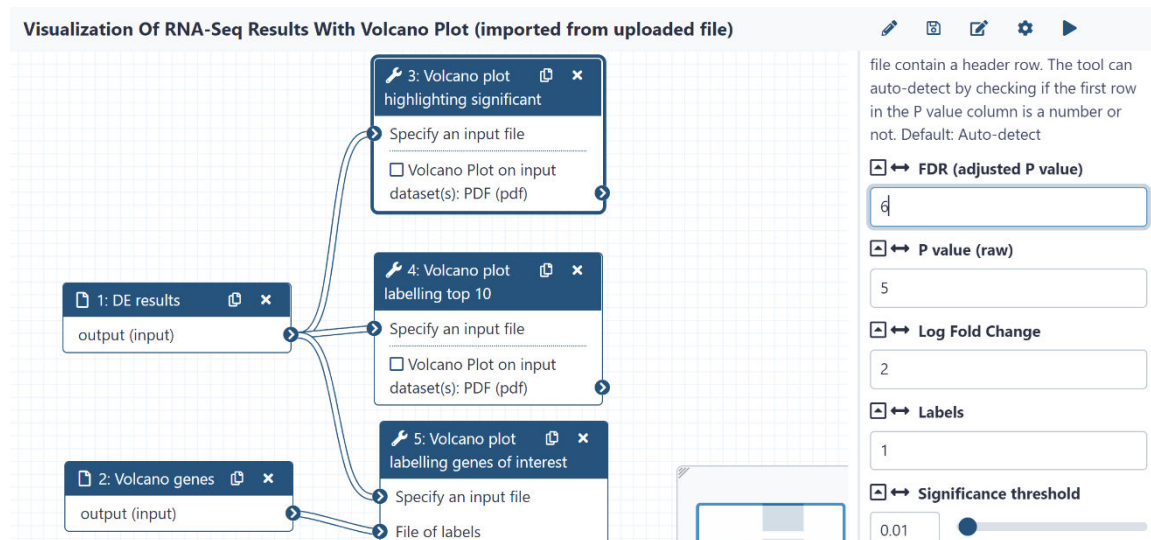 Visualization Of RNA-Seq Results With Volcano Plot (imported from uploaded file)
3: Volcano plot
highlighting significant
Specify an input file
Volcano Plot on input
dataset(s): PDF (pdf)
4: Volcano plot
labelling top 10
Specify an input file
Volcano Plot on input
dataset(s): PDF (pdf)
1: DE results
output (input)
5: Volcano plot
labelling genes of interest
Specify an input file
File of labels
2: Volcano genes
output (input)
file contain a header row. The tool can
auto-detect by checking if the first row
in the P value column is a number or
not. Default: Auto-detect
FDR (adjusted P value)
6
P value (raw)
5
Log Fold Change
2
Labels
1
Significance threshold
0.01